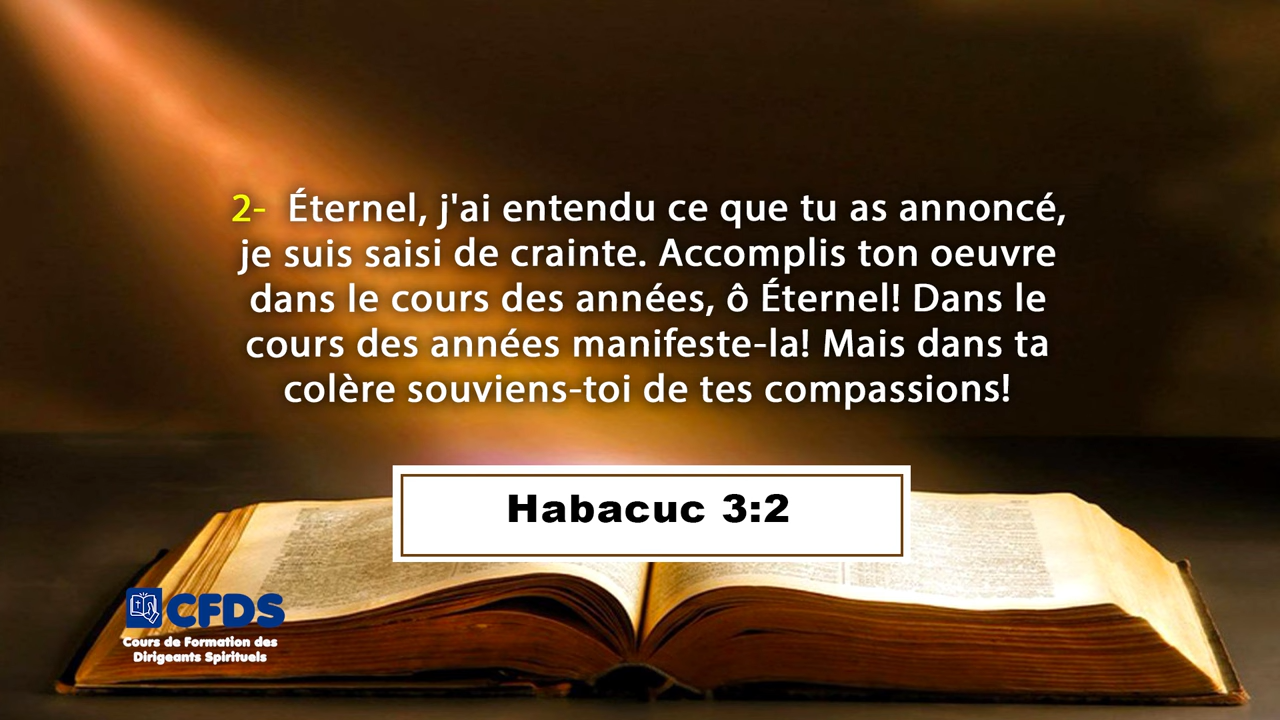 2- Éternel, j'ai entendu ce que tu as annoncé,
je suis saisi de crainte. Accomplis ton oeuvre
dans le cours des années, ô Éternel! Dans le
cours des années manifeste-la! Mais dans ta
colère souviens-toi de tes compassions!
Habacuc 3:2
CFDS
Cours de Formation des
Dirigeants Spirituels